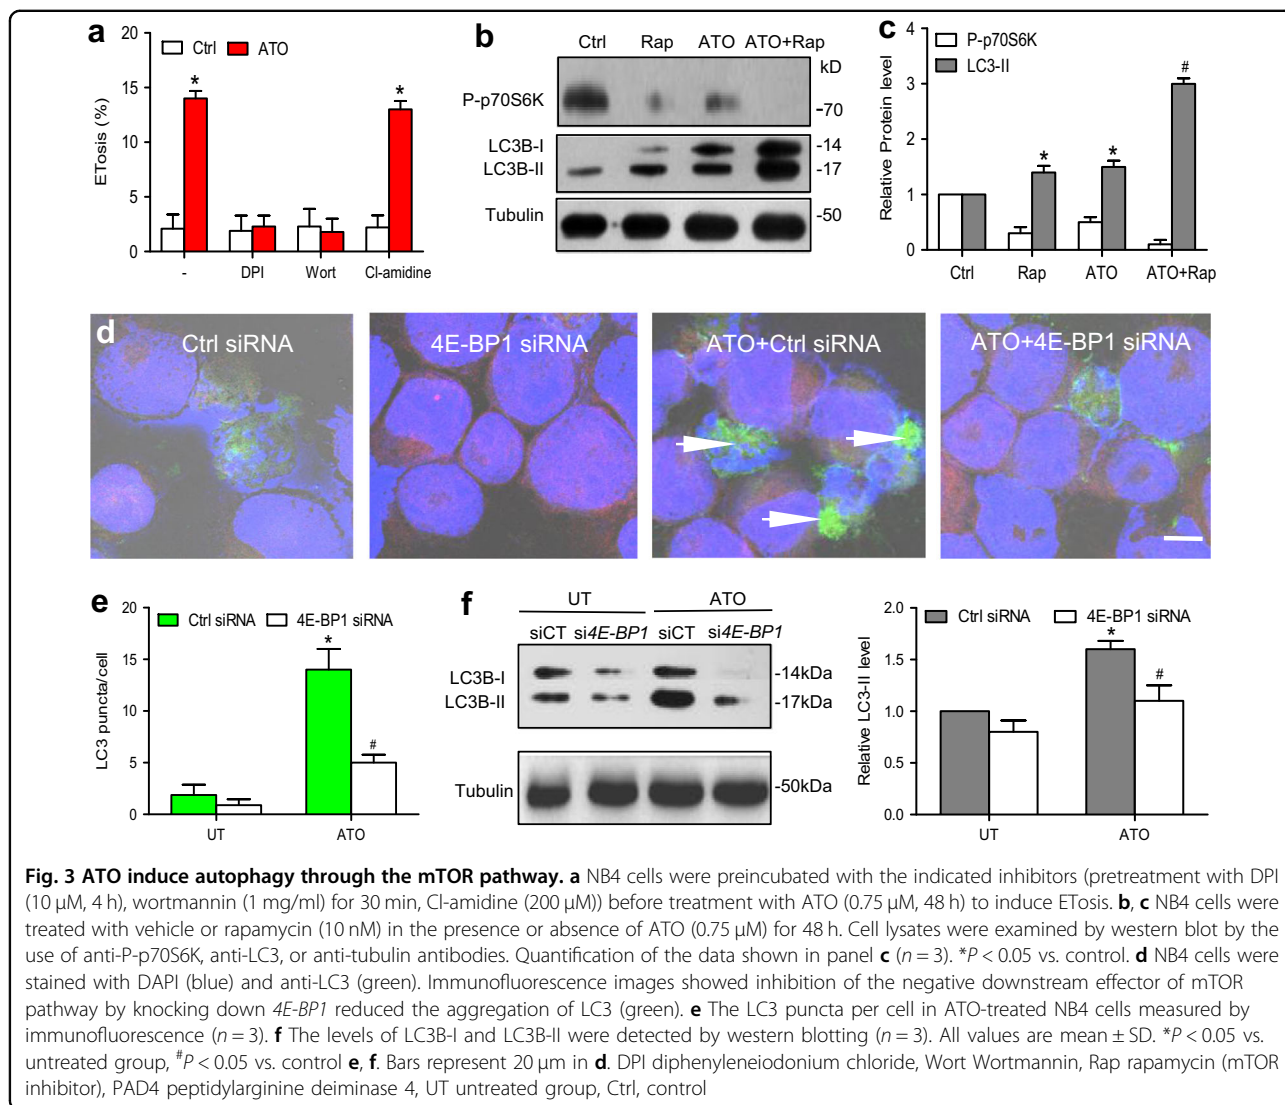 a
Ctrl ATO
ETosis (%)
20
15
10
5
0
*
*
- DPI Wort Cl-amidine
b
Ctrl Rap ATO ATO+Rap
kD
P-p70S6K
-70
LC3B-I -14
LC3B-II -17
Tubulin -50
c
P-p70S6K
LC3-II
Relative Protein level
4
3
2
1
0
*
*
#
Ctrl Rap ATO ATO+Rap
d
Ctrl siRNA
4E-BP1 siRNA
ATO+Ctrl siRNA
ATO+4E-BP1 siRNA
e
Ctrl siRNA 4E-BP1 siRNA
LC3 puncta/cell
20
15
10
5
0
*
#
UT ATO
f
UT ATO
siCT si4E-BP1 siCT si4E-BP1
LC3B-I -14kDa
LC3B-II -17kDa
Tubulin -50kDa
Ctrl siRNA 4E-BP1 siRNA
Relative LC3-II level
2.0
1.5
1.0
0.5
0.0
*
#
UT ATO
Fig. 3 ATO induce autophagy through the mTOR pathway. a NB4 cells were preincubated with the indicated inhibitors (pretreatment with DPI
(10 µM, 4 h), wortmannin (1 mg/ml) for 30 min, Cl-amidine (200 µM)) before treatment with ATO (0.75 µM, 48 h) to induce ETosis. b, c NB4 cells were
treated with vehicle or rapamycin (10 nM) in the presence or absence of ATO (0.75 µM) for 48 h. Cell lysates were examined by western blot by the
use of anti-P-p70S6K, anti-LC3, or anti-tubulin antibodies. Quantification of the data shown in panel c (n = 3). *P < 0.05 vs. control. d NB4 cells were
stained with DAPI (blue) and anti-LC3 (green). Immunofluorescence images showed inhibition of the negative downstream effector of mTOR
pathway by knocking down 4E-BP1 reduced the aggregation of LC3 (green). e The LC3 puncta per cell in ATO-treated NB4 cells measured by
immunofluorescence (n = 3). f The levels of LC3B-I and LC3B-II were detected by western blotting (n = 3). All values are mean ± SD. *P < 0.05 vs.
untreated group, #P < 0.05 vs. control e, f. Bars represent 20 µm in d. DPI diphenyleneiodonium chloride, Wort Wortmannin, Rap rapamycin (mTOR
inhibitor), PAD4 peptidylarginine deiminase 4, UT untreated group, Ctrl, control